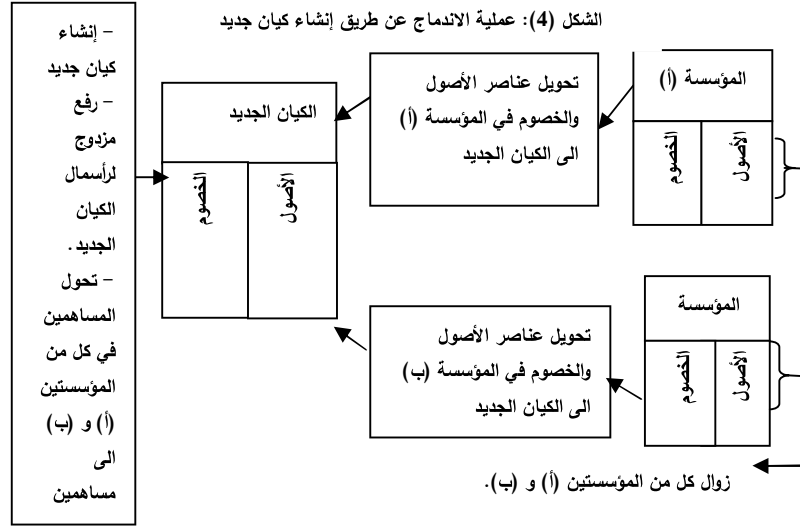 الشكل (4): عملية الاندماج عن طريق إنشاء كيان جديد
المؤسسة (أ)
الأصول
الخصوم
تحويل عناصر الأصول
والخصوم في المؤسسة (أ)
الى الكيان الجديد
الكيان الجديد
الأصول
الخصوم
المؤسسة
الأصول
الخصوم
تحويل عناصر الأصول
والخصوم في المؤسسة (ب)
الى الكيان الجديد
زوال كل من المؤسستين (أ) و (ب).
– إنشاء
كيان جديد
– رفع
مزدوج
لرأسمال
الكيان
الجديد.
– تحول
المساهمين
في كل من
المؤسستين
(أ) و (ب)
الى
مساهمين